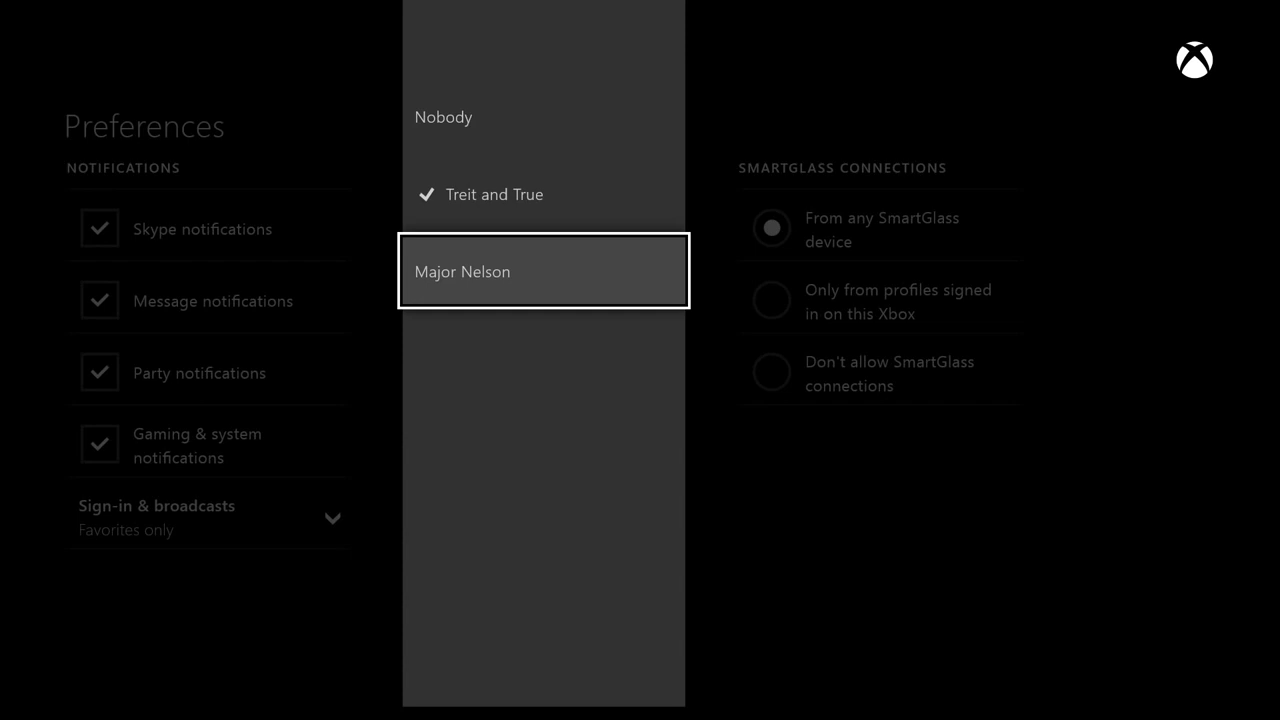 Preferences
NOTIFICATIONS
Skype notifications
Message notifications
Party notifications
Gaming & system
notifications
Sign-in & broadcasts
Favorites only
Nobody
Treit and True
Major Nelson
SMARTGLASS CONNECTIONS
From any SmartGlass
device
Only from profiles signed
in on this Xbox
Don't allow SmartGlass
connections